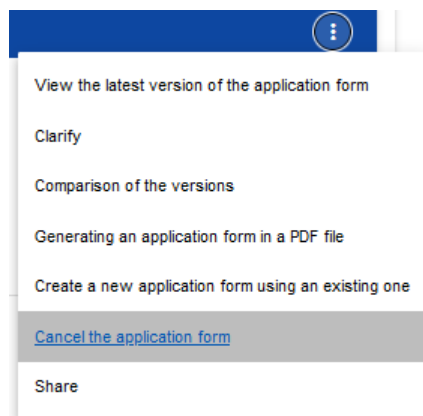 View the latest version of the application form
Clarify
Comparison of the versions
Generating an application form in a PDF file
Create a new application form using an existing one
Cancel the application form
Share